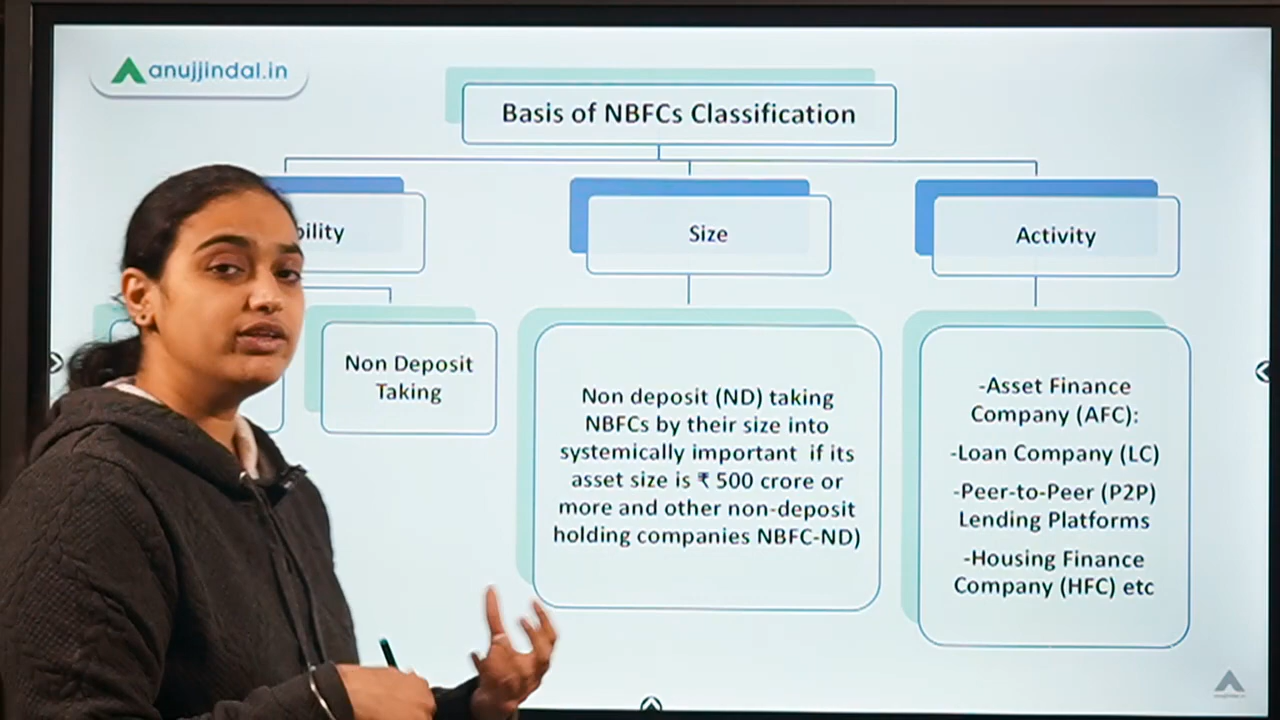 anujjindal.in
Basis of NBFCs Classification
bility
Size
Activity
Non Deposit
Taking
Non deposit (ND) taking
NBFCs by their size into
systemically important if its
asset size is ₹ 500 crore or
more and other non-deposit
holding companies NBFC-ND)
-Asset Finance
Company (AFC):
-Loan Company (LC)
-Peer-to-Peer (P2P)
Lending Platforms
-Housing Finance
Company (HFC) etc